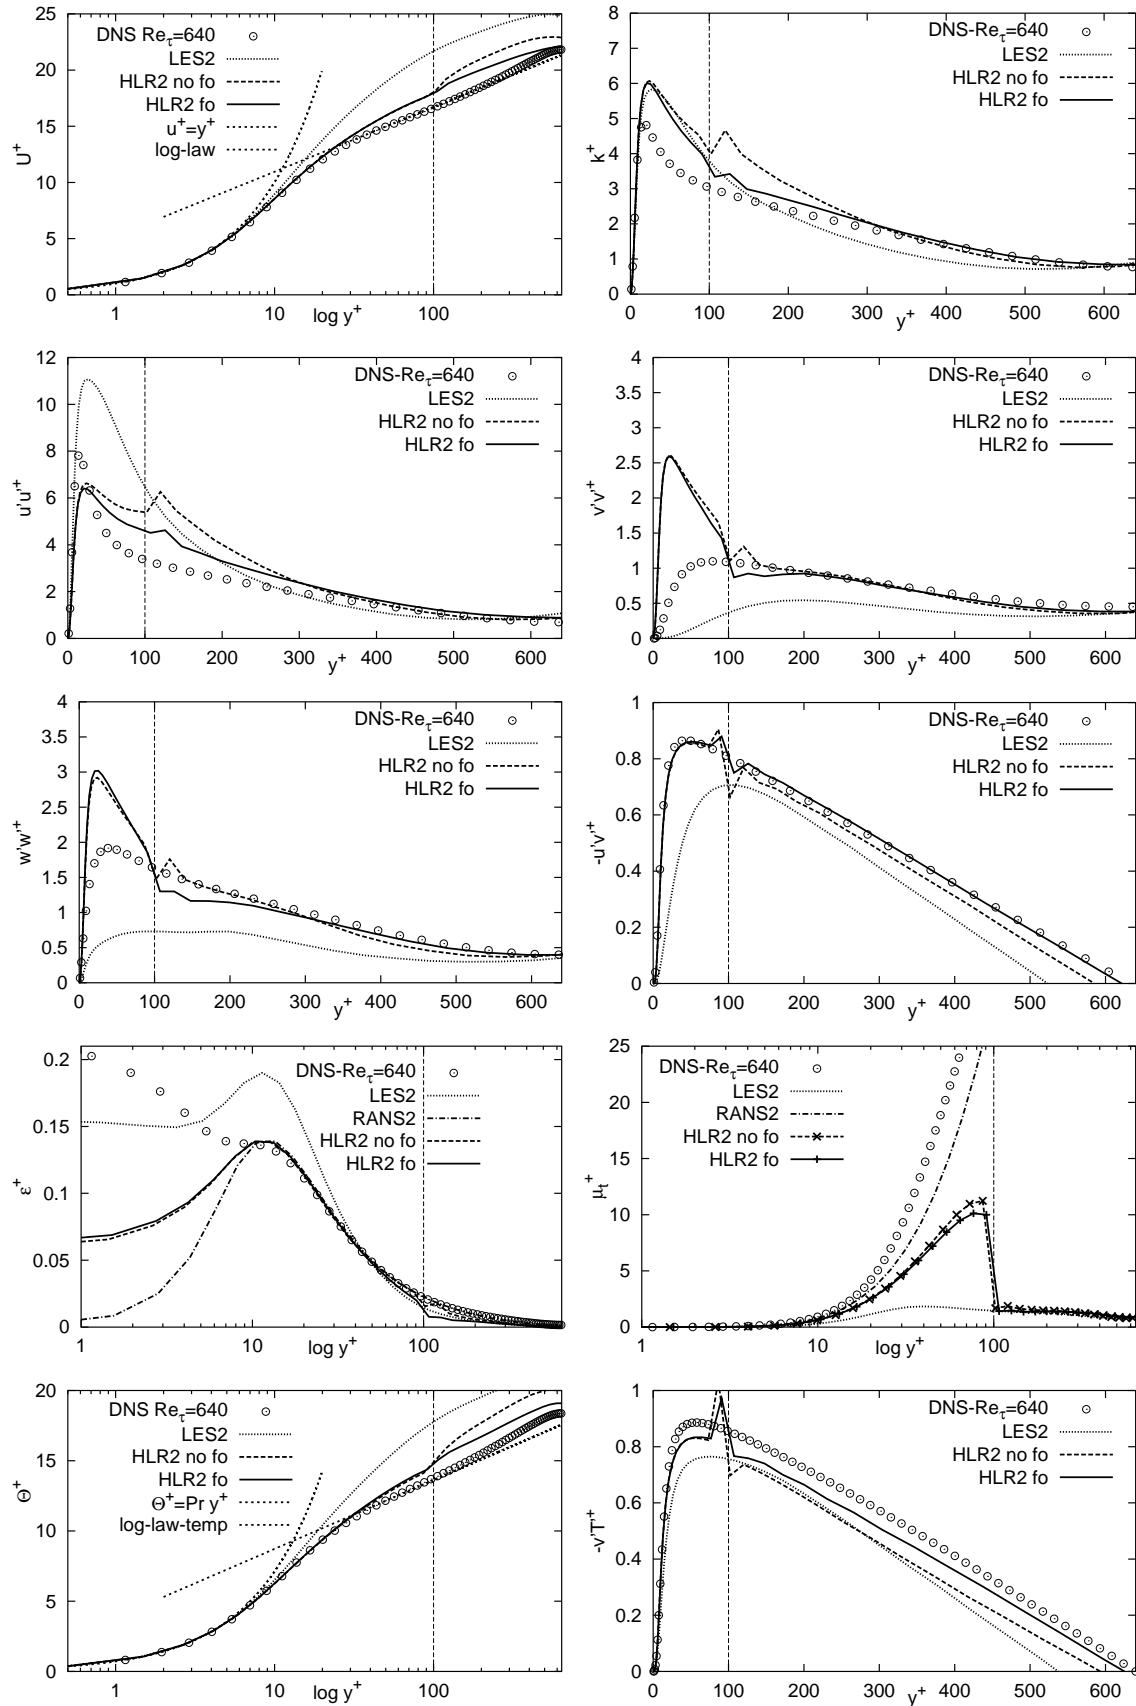 U+
25
20
15
10
5
0
DNS Reτ=640
LES2
HLR2 no fo
HLR2 fo
u+=y+
log-law
1 10 100
log y+
k+
8
7
6
5
4
3
2
1
0
DNS-Reτ=640
LES2
HLR2 no fo
HLR2 fo
0 100 200 300 400 500 600
y+
u'u'+
12
10
8
6
4
2
0
DNS-Reτ=640
LES2
HLR2 no fo
HLR2 fo
0 100 200 300 400 500 600
y+
v'v'+
4
3.5
3
2.5
2
1.5
1
0.5
0
DNS-Reτ=640
LES2
HLR2 no fo
HLR2 fo
0 100 200 300 400 500 600
y+
w'w'+
4
3.5
3
2.5
2
1.5
1
0.5
0
DNS-Reτ=640
LES2
HLR2 no fo
HLR2 fo
0 100 200 300 400 500 600
y+
-u'v'+
1
0.8
0.6
0.4
0.2
0
DNS-Reτ=640
LES2
HLR2 no fo
HLR2 fo
0 100 200 300 400 500 600
y+
ε+
0.2
0.15
0.1
0.05
0
DNS-Reτ=640
LES2
RANS2
HLR2 no fo
HLR2 fo
1 10 100
log y+
μt+
25
20
15
10
5
0
DNS-Reτ=640
LES2
RANS2
HLR2 no fo
HLR2 fo
1 10 100
log y+
Θ+
20
15
10
5
0
DNS Reτ=640
LES2
HLR2 no fo
HLR2 fo
Θ+=Pr y+
log-law-temp
1 10 100
log y+
-v'T'+
1
0.8
0.6
0.4
0.2
0
DNS-Reτ=640
LES2
HLR2 no fo
HLR2 fo
0 100 200 300 400 500 600
y+